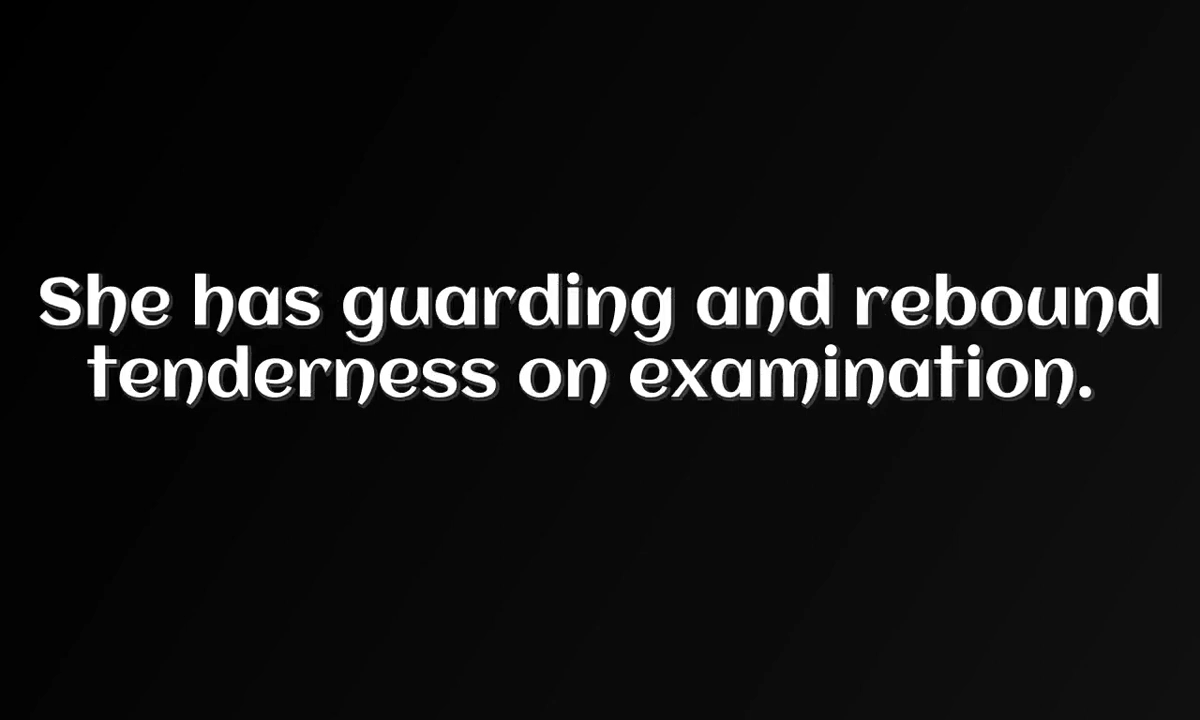 She has guarding and rebound
tenderness on examination.